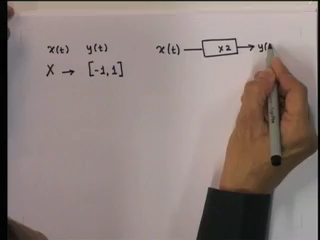 x(t) y(t) x(t) x2 y(
X → [-1,1]